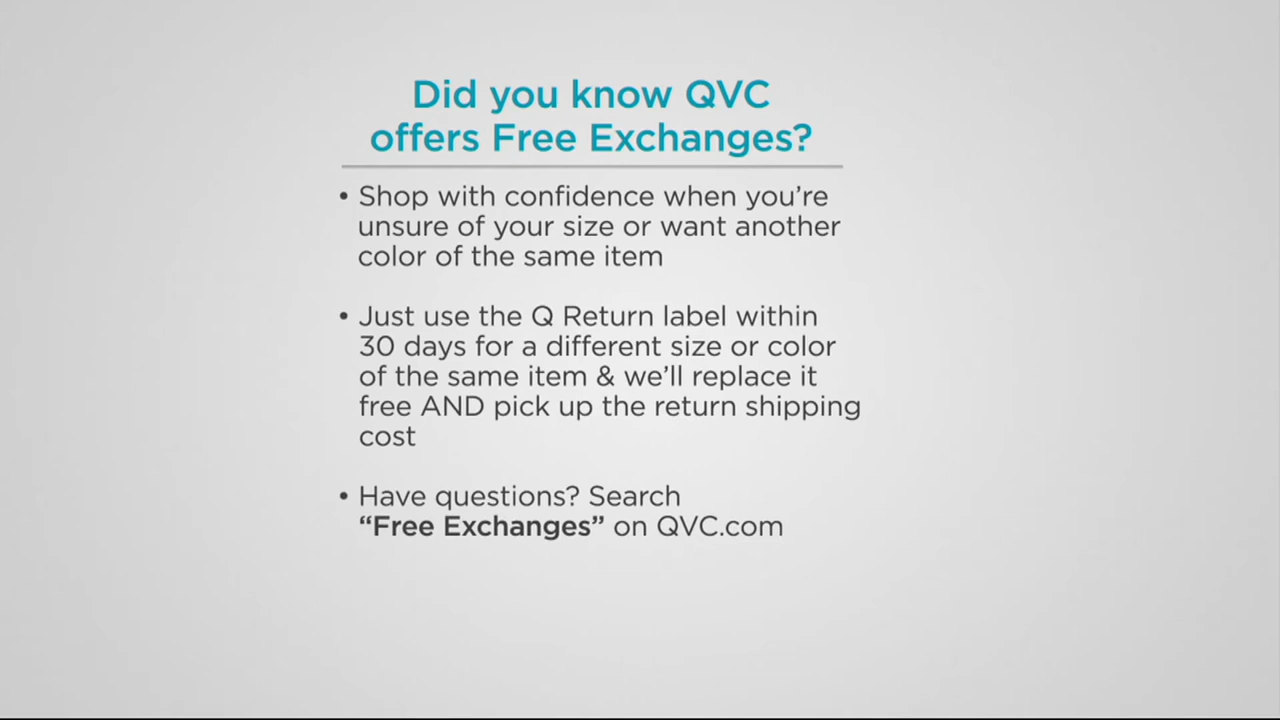 Did you know QVC
offers Free Exchanges?
• Shop with confidence when you’re
unsure of your size or want another
color of the same item
• Just use the Q Return label within
30 days for a different size or color
of the same item & we’ll replace it
free AND pick up the return shipping
cost
• Have questions? Search
“Free Exchanges” on QVC.com